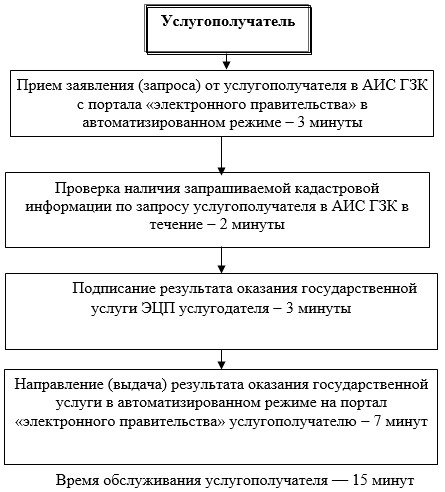 Услугополучатель
Прием заявления (запроса) от услугополучателя в АИС ГЗК
с портала «электронного правительства» в
автоматизированном режиме – 3 минуты
Проверка наличия запрашиваемой кадастровой
информации по запросу услугополучателя в АИС ГЗК в
течение – 2 минуты
Подписание результата оказания государственной
услуги ЭЦП услугодателя – 3 минуты
Направление (выдача) результата оказания государственной
услуги в автоматизированном режиме на портал
«электронного правительства» услугополучателю – 7 минут
Время обслуживания услугополучателя — 15 минут